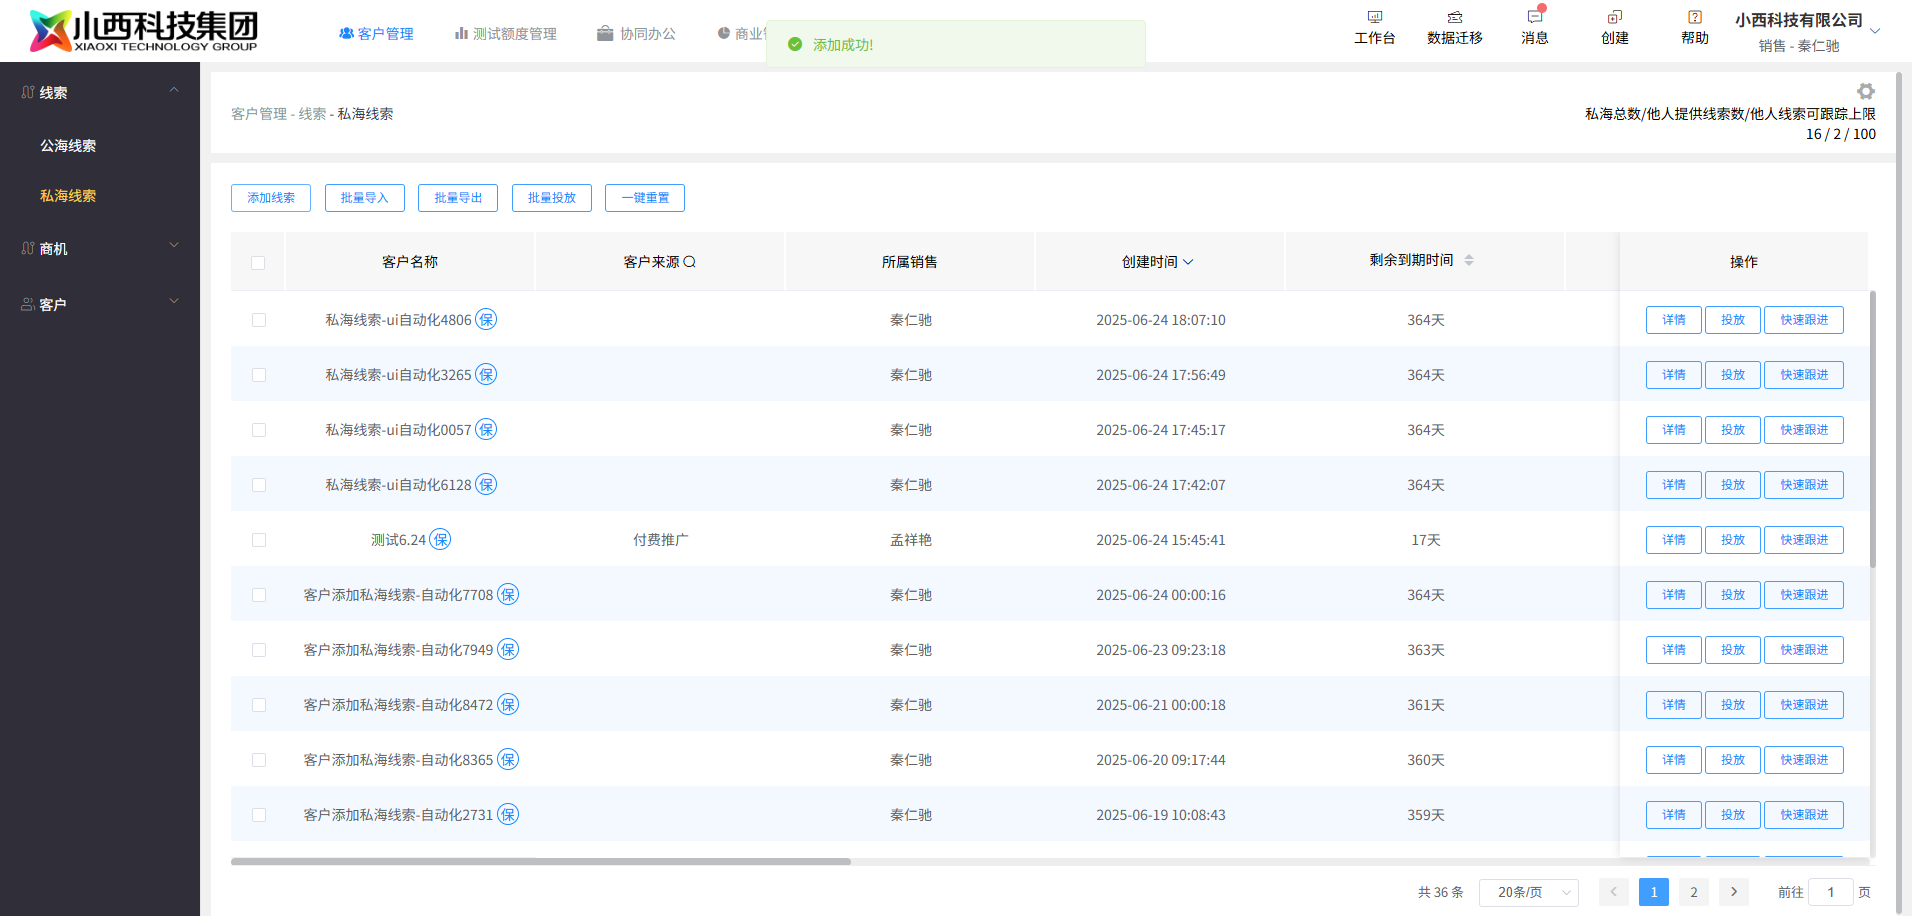 小西科技集团
XIAOXI TECHNOLOGY GROUP
客户管理
测试额度管理
协同办公
商业
添加成功!
工作台
数据迁移
消息
创建
帮助
小西科技有限公司
销售 - 秦仁驰
线索
公海线索
私海线索
商机
客户
客户管理 - 线索 - 私海线索
私海总数/他人提供线索数/他人线索可跟踪上限
16 / 2 / 100
添加线索 批量导入 批量导出 批量投放 一键重置
客户名称 客户来源 所属销售 创建时间 剩余到期时间 操作
私海线索-ui自动化4806 保 秦仁驰 2025-06-24 18:07:10 364天 详情 投放 快速跟进
私海线索-ui自动化3265 保 秦仁驰 2025-06-24 17:56:49 364天 详情 投放 快速跟进
私海线索-ui自动化0057 保 秦仁驰 2025-06-24 17:45:17 364天 详情 投放 快速跟进
私海线索-ui自动化6128 保 秦仁驰 2025-06-24 17:42:07 364天 详情 投放 快速跟进
测试6.24 保 付费推广 孟祥艳 2025-06-24 15:45:41 17天 详情 投放 快速跟进
客户添加私海线索-自动化7708 保 秦仁驰 2025-06-24 00:00:16 364天 详情 投放 快速跟进
客户添加私海线索-自动化7949 保 秦仁驰 2025-06-23 09:23:18 363天 详情 投放 快速跟进
客户添加私海线索-自动化8472 保 秦仁驰 2025-06-21 00:00:18 361天 详情 投放 快速跟进
客户添加私海线索-自动化8365 保 秦仁驰 2025-06-20 09:17:44 360天 详情 投放 快速跟进
客户添加私海线索-自动化2731 保 秦仁驰 2025-06-19 10:08:43 359天 详情 投放 快速跟进
共 36 条 20条/页 1 2 前往 1 页